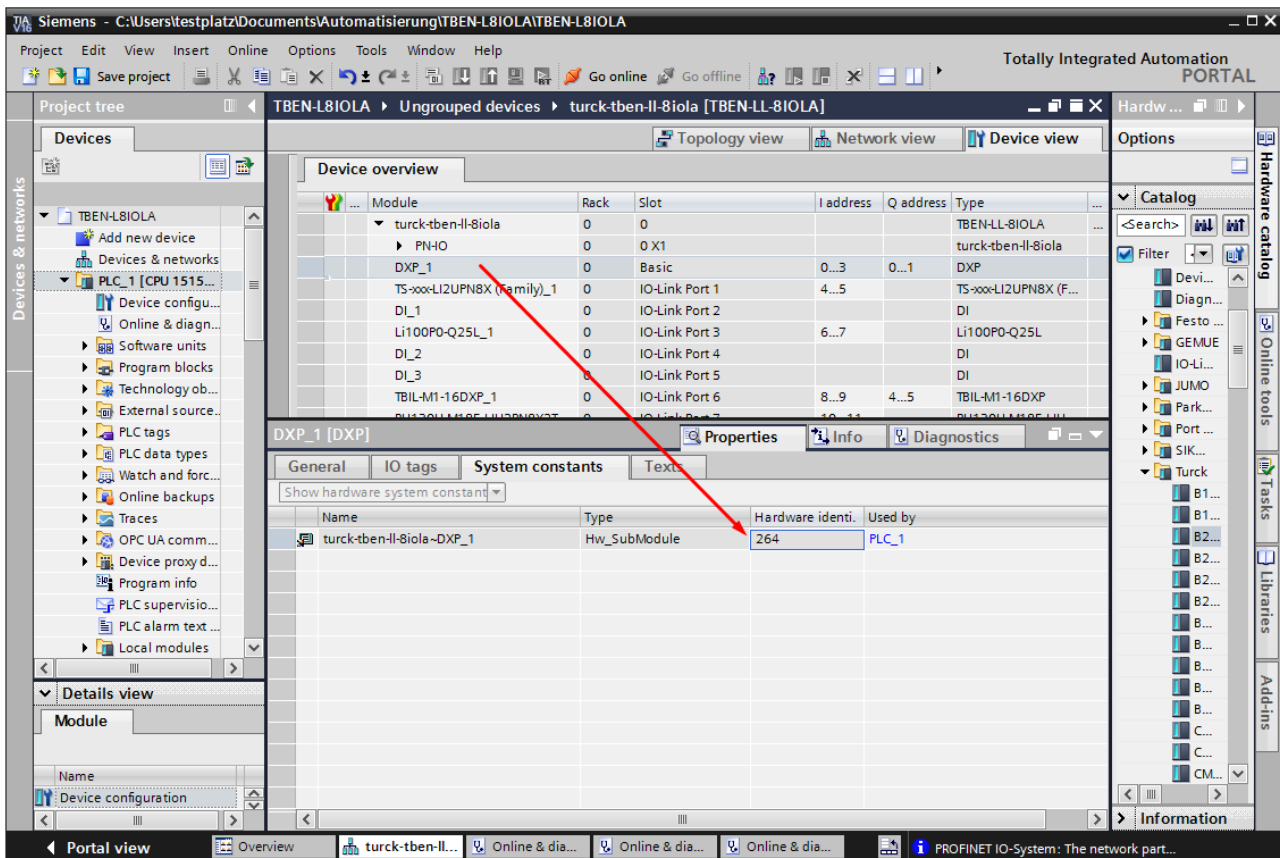 TIA V16 Siemens - C:\Users\testplatz\Documents\Automatisierung\TBEN-L8IOLA\TBEN-L8IOLA
Project Edit View Insert Online Options Tools Window Help
Totally Integrated Automation
PORTAL
Save project Go online Go offline
Project tree
Devices
Devices & networks
TBEN-L8IOLA
Add new device
Devices & networks
PLC_1 [CPU 1515...
Device configu...
Online & diagn...
Software units
Program blocks
Technology ob...
External source..
PLC tags
PLC data types
Watch and forc...
Online backups
Traces
OPC UA comm...
Device proxy d...
Program info
PLC supervisio...
PLC alarm text ...
Local modules
Details view
Module
Name
Device configuration
TBEN-L8IOLA Ungrouped devices turck-tben-ll-8iola [TBEN-LL-8IOLA]
Topology view Network view Device view
Device overview
... Module Rack Slot I address Q address Type ...
turck-tben-ll-8iola 0 0 TBEN-LL-8IOLA ...
PN-IO 0 0 X1 turck-tben-ll-8iola
DXP_1 0 Basic 0...3 0...1 DXP
TS-xxx-LI2UPN8X (Family)_1 0 IO-Link Port 1 4...5 TS-xxx-LI2UPN8X (F...
DI_1 0 IO-Link Port 2 DI
Li100P0-Q25L_1 0 IO-Link Port 3 6...7 Li100P0-Q25L
DI_2 0 IO-Link Port 4 DI
DI_3 0 IO-Link Port 5 DI
TBIL-M1-16DXP_1 0 IO-Link Port 6 8...9 4...5 TBIL-M1-16DXP
DXP_1 [DXP]
Properties Info Diagnostics
General IO tags System constants Texts
Show hardware system constant
Name Type Hardware identi. Used by
turck-tben-ll-8iola~DXP_1 Hw_SubModule 264 PLC_1
Hardw...
Options
Catalog
<Search>
Filter
Devi...
Diagn...
Festo ...
GEMUE
IO-Li...
JUMO
Park...
Port ...
SIK...
Turck
B1...
B1...
B2...
B2...
B2...
B2...
B...
B...
B...
B...
B...
C...
C...
CM...
Information
Hardware catalog
Online tools
Tasks
Libraries
Add-ins
Portal view Overview turck-tben-ll... Online & dia... Online & dia... Online & dia... PROFINET IO-System: The network part...